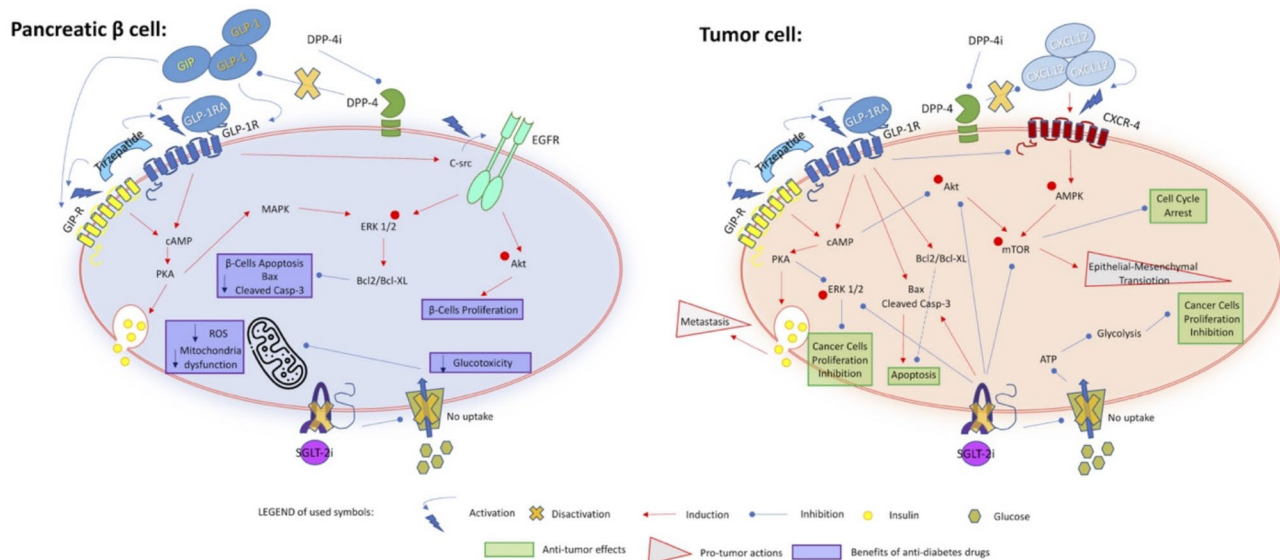 Pancreatic β cell:
GLP-1
GIP
GLP-1
DPP-4i
DPP-4
GLP-1RA
GLP-1R
Tirzepatide
GIP-R
EGFR
C-src
MAPK
ERK 1/2
cAMP
PKA
Akt
Bcl2/Bcl-XL
β-Cells Apoptosis
Bax
Cleaved Casp-3
β-Cells Proliferation
ROS
Mitochondria
dysfunction
Glucotoxicity
No uptake
SGLT-2i
Tumor cell:
DPP-4i
CXCL12
CXCL12
CXCL12
DPP-4
GLP-1RA
GLP-1R
CXCR-4
Tirzepatide
GIP-R
Akt
AMPK
Cell Cycle
Arrest
cAMP
mTOR
PKA
Bcl2/Bcl-XL
Epithelial-Mesenchymal
Transtiotion
ERK 1/2
Bax
Cleaved Casp-3
Metastasis
Cancer Cells
Proliferation
Inhibition
Glycolysis
Cancer Cells
Proliferation
Inhibition
Apoptosis
ATP
No uptake
SGLT-2i
LEGEND of used symbols:
Activation
Disactivation
Induction
Inhibition
Insulin
Glucose
Anti-tumor effects
Pro-tumor actions
Benefits of anti-diabetes drugs